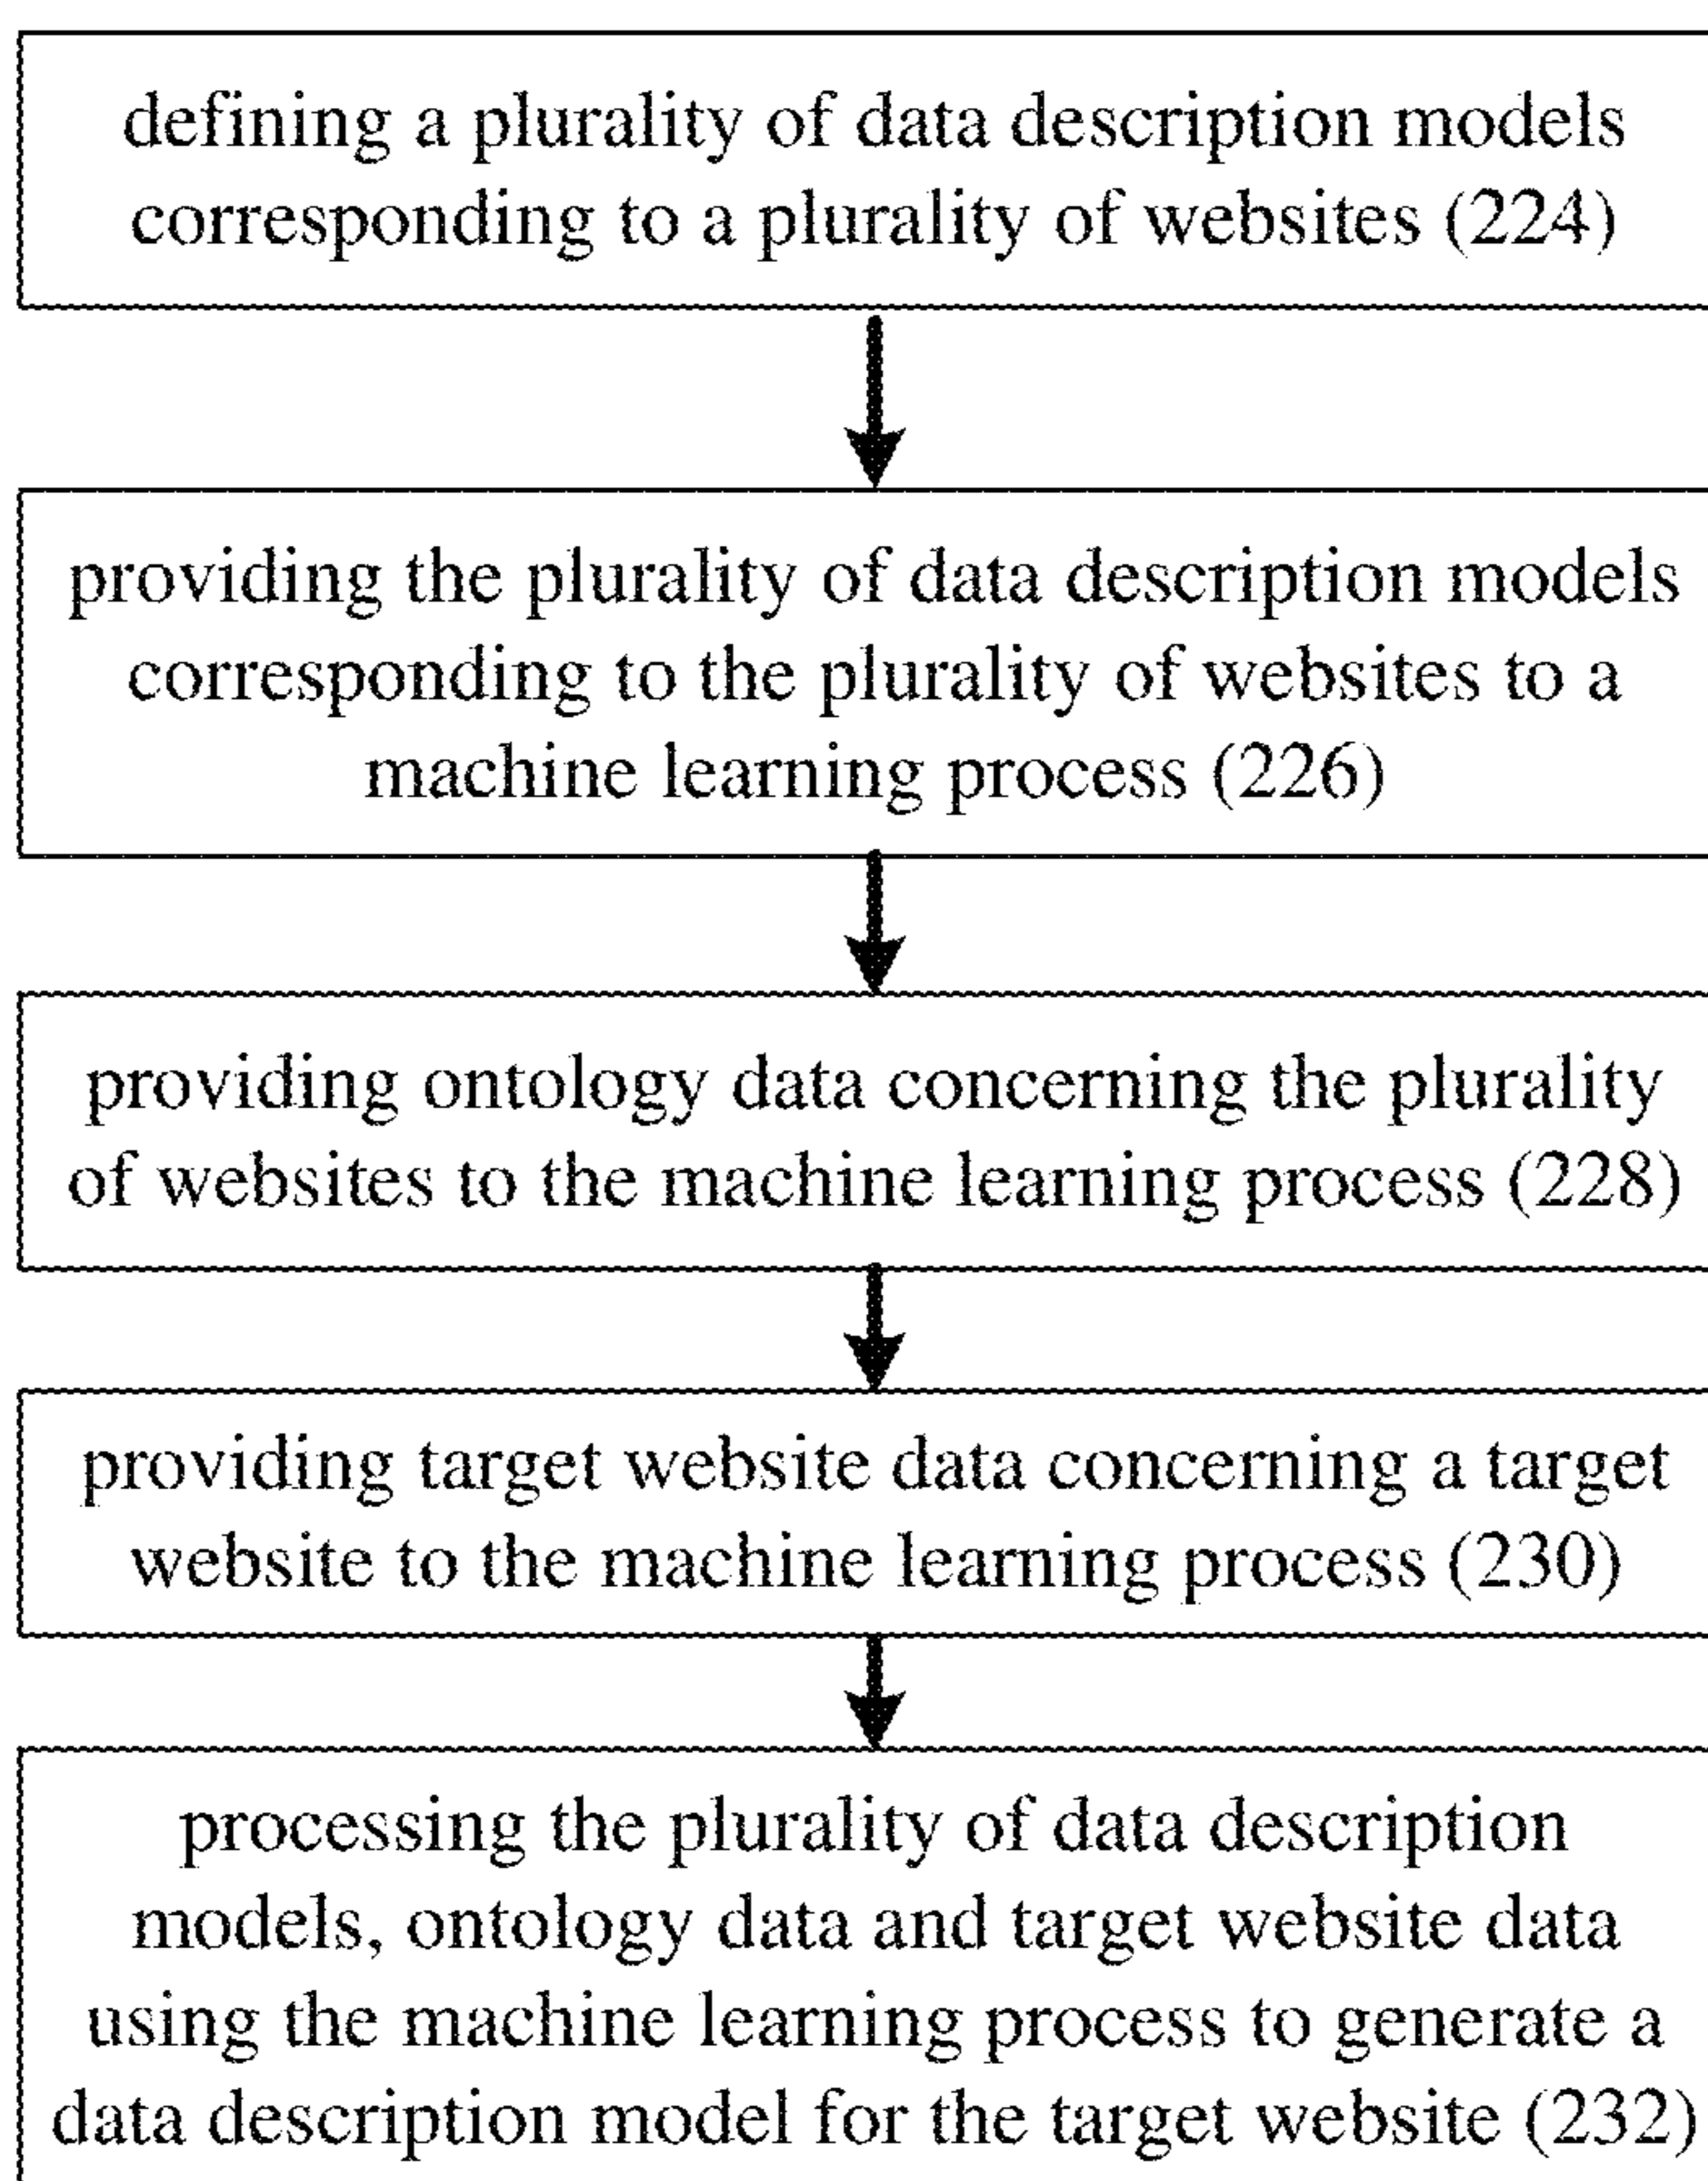 defining a plurality of data description models
corresponding to a plurality of websites (224)
providing the plurality of data description models
corresponding to the plurality of websites to a
machine learning process (226)
providing ontology data concerning the plurality
of websites to the machine learning process (228)
providing target website data concerning a target
website to the machine learning process (230)
processing the plurality of data description
models, ontology data and target website data
using the machine learning process to generate a
data description model for the target website (232)